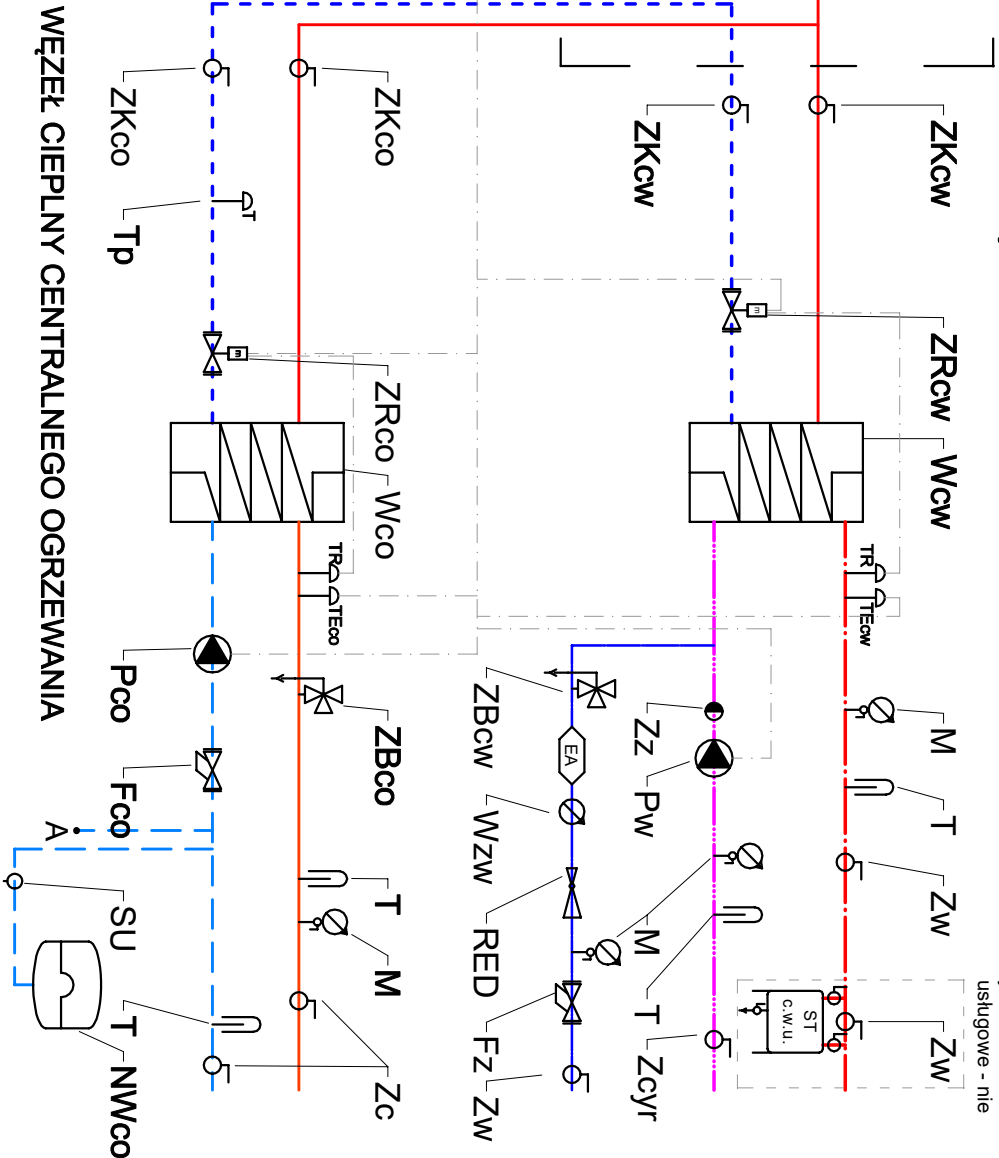 ZKcw
ZKcw
ZRcw
Wcw
TR
TEcw
M
T
Zw
Zw
usługowe - nie
ST
c.w.u.
m
ZBcw
Zz
Pw
EA
Wzw
RED
M
T
Fz
Zw
Zcyr
ZKco
ZKco
T
Tp
ZRco
m
Wco
TR
TEco
Pco
ZBco
Fco
A
SU
T
M
T
NWco
Zc
WĘZEŁ CIEPLNY CENTRALNEGO OGRZEWANIA